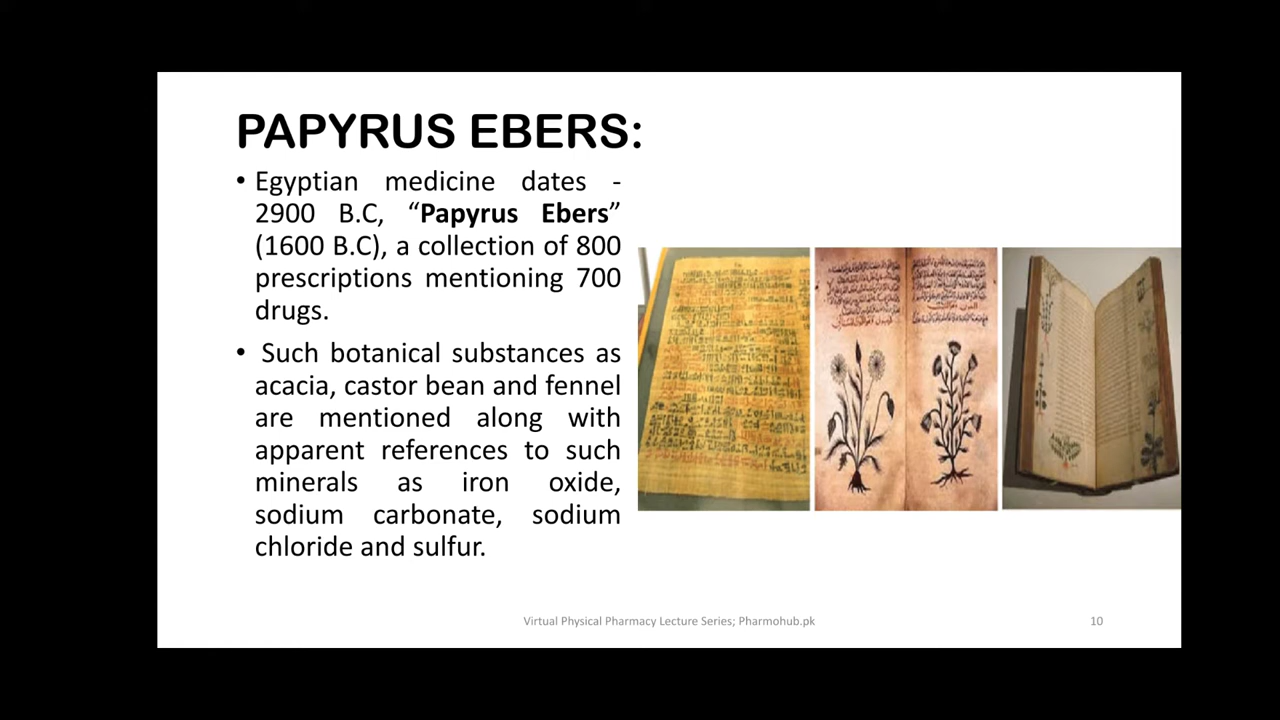 PAPYRUS EBERS:
• Egyptian medicine dates -
2900 B.C, “Papyrus Ebers”
(1600 B.C), a collection of 800
prescriptions mentioning 700
drugs.
• Such botanical substances as
acacia, castor bean and fennel
are mentioned along with
apparent references to such
minerals as iron oxide,
sodium carbonate, sodium
chloride and sulfur.
Virtual Physical Pharmacy Lecture Series; Pharmohub.pk
10